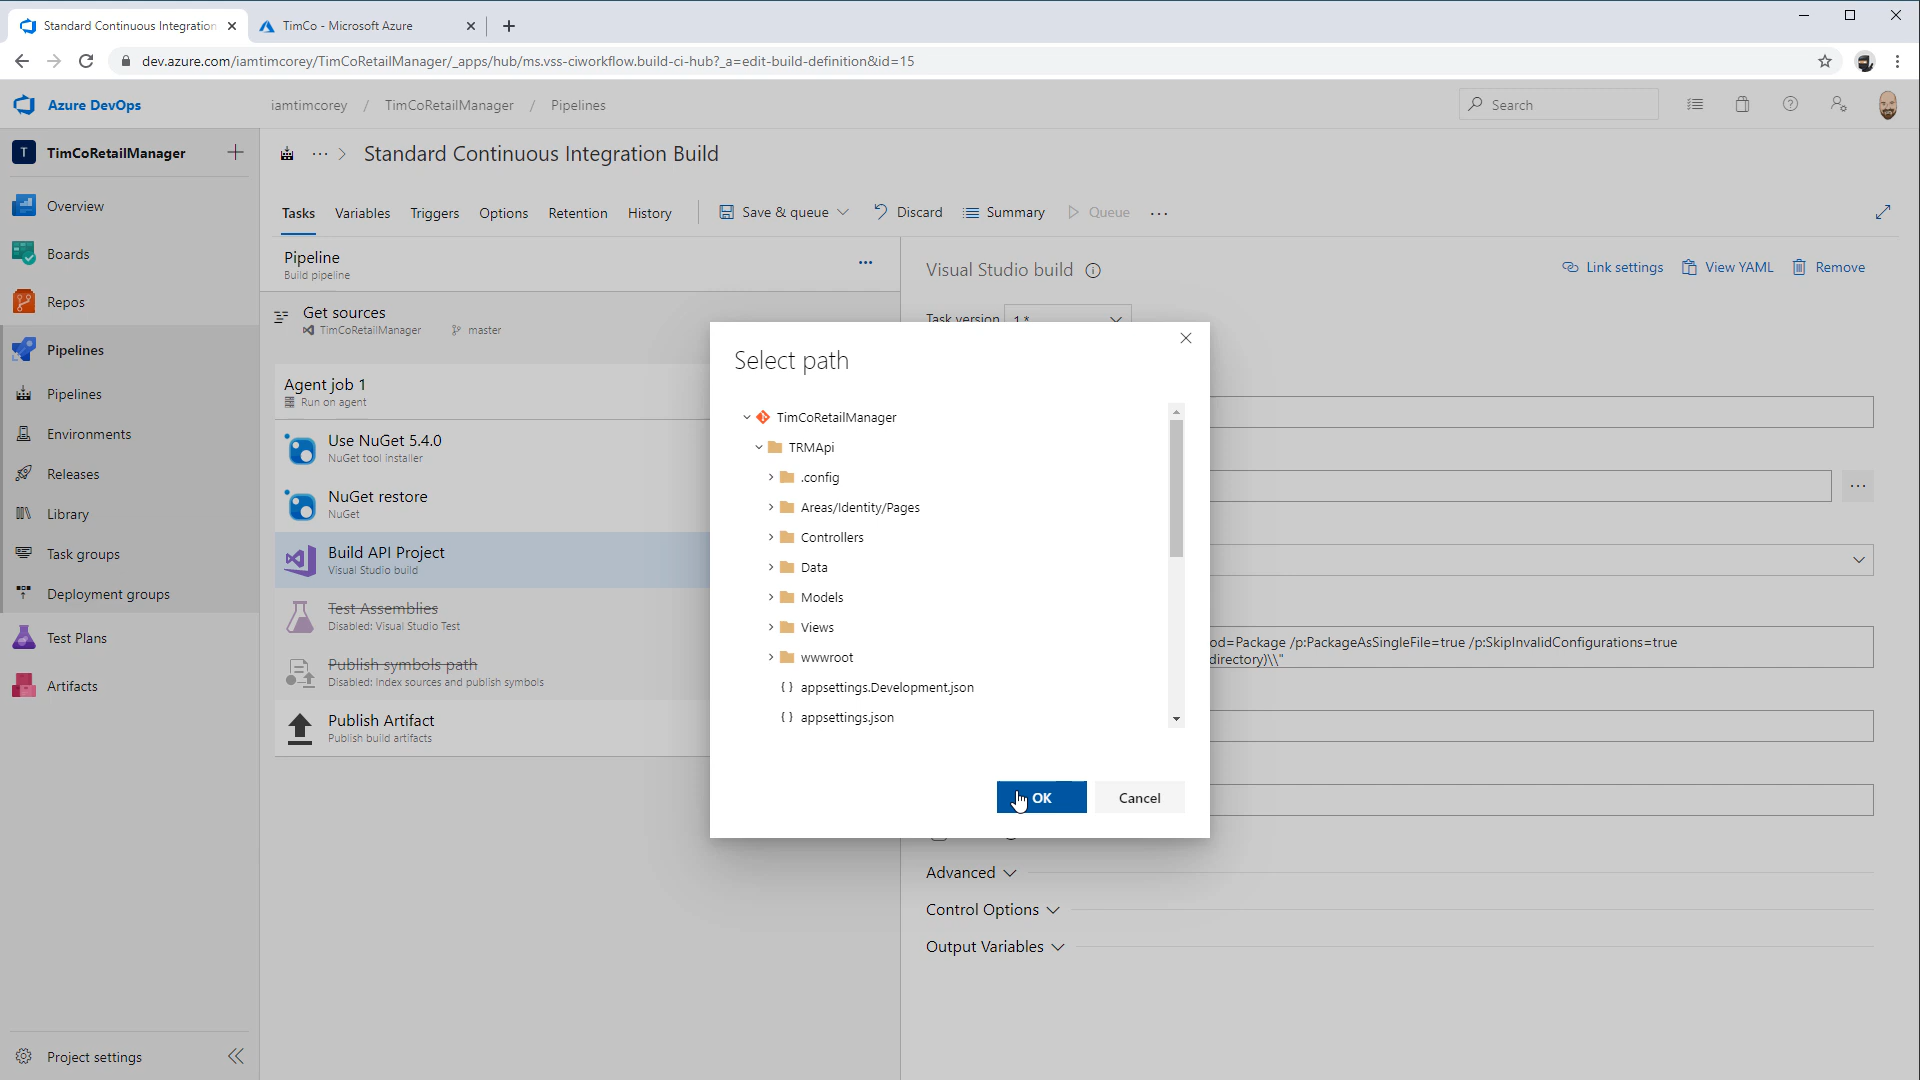 Standard Continuous Integration
TimCo - Microsoft Azure
dev.azure.com/iamtimcorey/TimCoRetailManager/_apps/hub/ms.vss-ciworkflow.build-ci-hub?_a=edit-build-definition&id=15
Azure DevOps
iamtimcorey / TimCoRetailManager / Pipelines
Search
T TimCoRetailManager
Standard Continuous Integration Build
Overview
Boards
Repos
Pipelines
Pipelines
Environments
Releases
Library
Task groups
Deployment groups
Test Plans
Artifacts
Project settings
Tasks Variables Triggers Options Retention History
Save & queue Discard Summary Queue ...
Pipeline
Build pipeline
Get sources
TimCoRetailManager master
Agent job 1
Run on agent
Use NuGet 5.4.0
NuGet tool installer
NuGet restore
NuGet
Build API Project
Visual Studio build
Test Assemblies
Disabled: Visual Studio Test
Publish symbols path
Disabled: Index sources and publish symbols
Publish Artifact
Publish build artifacts
Visual Studio build
Link settings View YAML Remove
Task version 1.*
od=Package /p:PackageAsSingleFile=true /p:SkipInvalidConfigurations=true
directory)\\"
Advanced
Control Options
Output Variables
Select path
TimCoRetailManager
TRMApi
.config
Areas/Identity/Pages
Controllers
Data
Models
Views
wwwroot
{ } appsettings.Development.json
{ } appsettings.json
OK Cancel